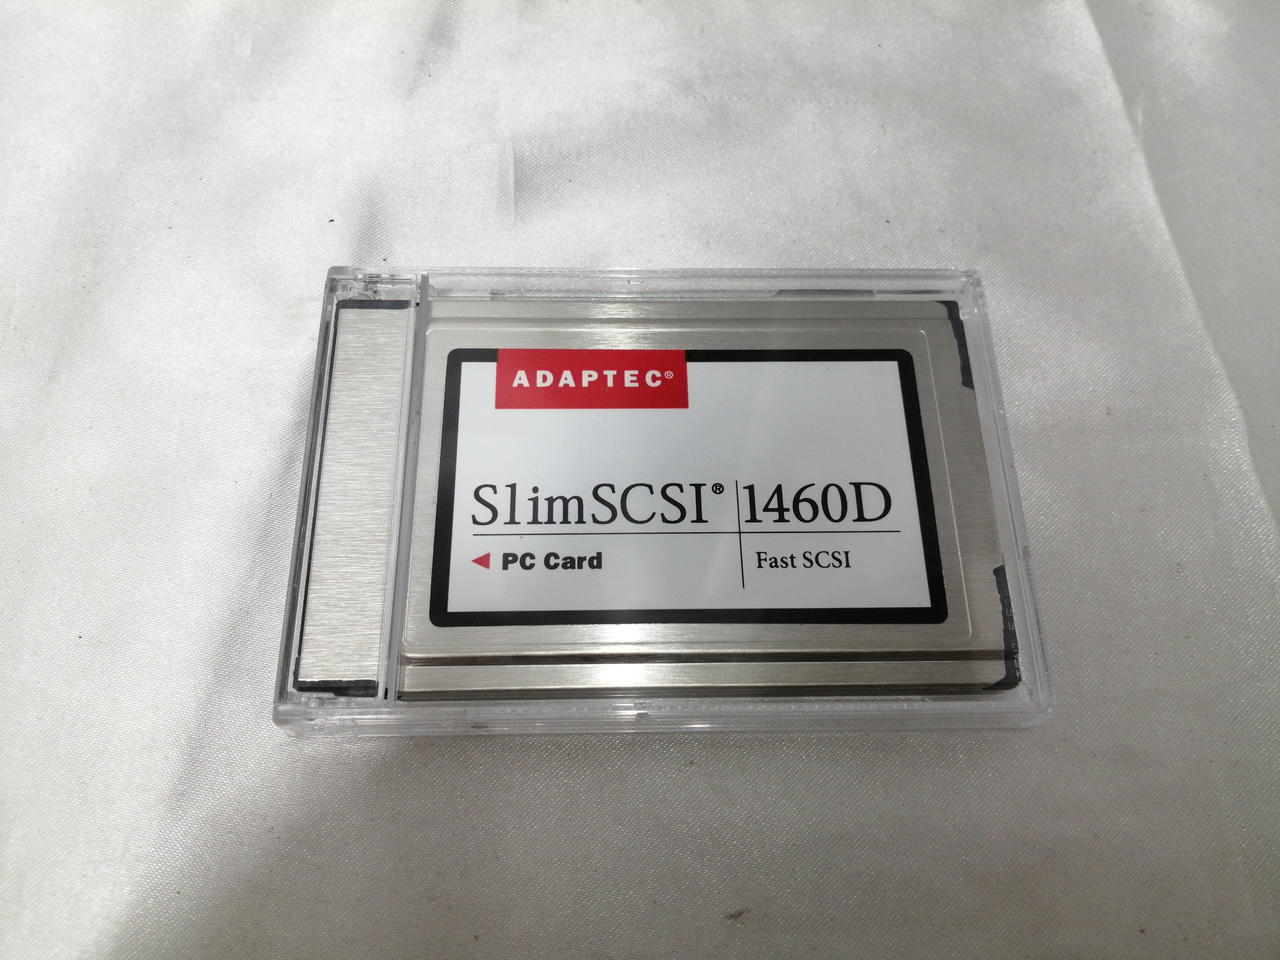 ADAPTEC®
SlimSCSI® 1460D
◀ PC Card Fast SCSI